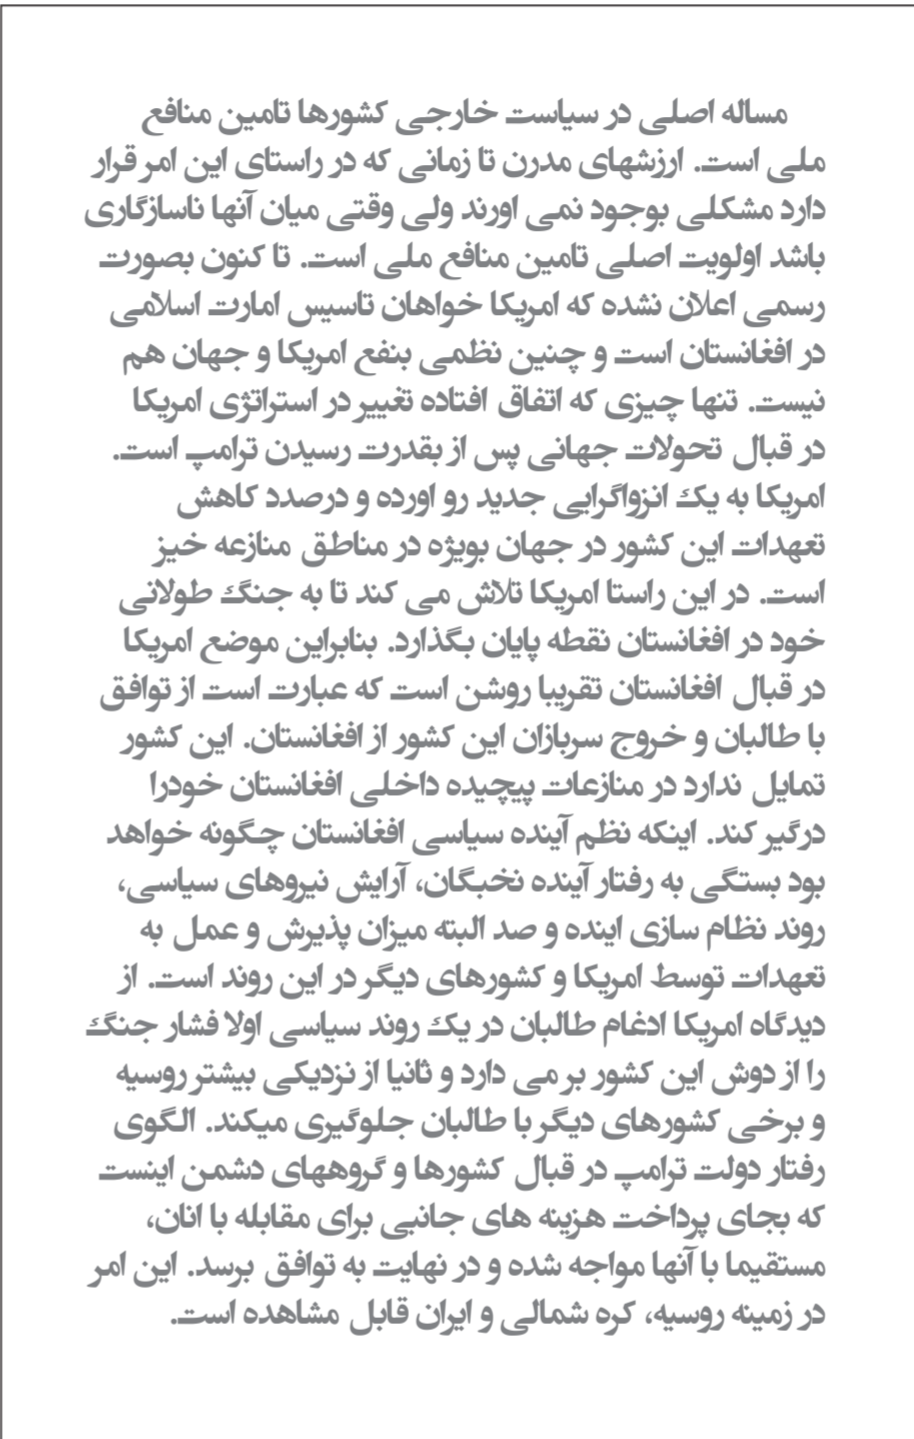 مساله اصلی در سیاست خارجی کشورها تامین منافع
ملی است. ارزشهای مدرن تا زمانی که در راستای این امر قرار
دارد مشکلی بوجود نمی اورند ولی وقتی میان آنها ناسازگاری
باشد اولویت اصلی تامین منافع ملی است. تا کنون بصورت
رسمی اعلان نشده که امریکا خواهان تاسیس امارت اسلامی
در افغانستان است و چنین نظمی بنفع امریکا و جهان هم
نیست. تنها چیزی که اتفاق افتاده تغییر در استراتژی امریکا
در قبال تحولات جهانی پس از بقدرت رسیدن ترامپ است.
امریکا به یک انزواگرایی جدید رو اورده و درصدد کاهش
تعهدات این کشور در جهان بویژه در مناطق منازعه خیز
است. در این راستا امریکا تلاش می کند تا به جنگ طولانی
خود در افغانستان نقطه پایان بگذارد. بنابراین موضع امریکا
در قبال افغانستان تقریبا روشن است که عبارت است از توافق
با طالبان و خروج سربازان این کشور از افغانستان. این کشور
تمایل ندارد در منازعات پیچیده داخلی افغانستان خودرا
درگیر کند. اینکه نظم آینده سیاسی افغانستان چگونه خواهد
بود بستگی به رفتار آینده نخبگان، آرایش نیروهای سیاسی،
روند نظام سازی اینده و صد البته میزان پذیرش و عمل به
تعهدات توسط امریکا و کشورهای دیگر در این روند است. از
دیدگاه امریکا ادغام طالبان در یک روند سیاسی اولا فشار جنگ
را از دوش این کشور بر می دارد و ثانیا از نزدیکی بیشتر روسیه
و برخی کشورهای دیگر با طالبان جلوگیری میکند. الگوی
رفتار دولت ترامپ در قبال کشورها و گروههای دشمن اینست
که بجای پرداخت هزینه های جانبی برای مقابله با انان،
مستقیما با آنها مواجه شده و در نهایت به توافق برسد. این امر
در زمینه روسیه، کره شمالی و ایران قابل مشاهده است.